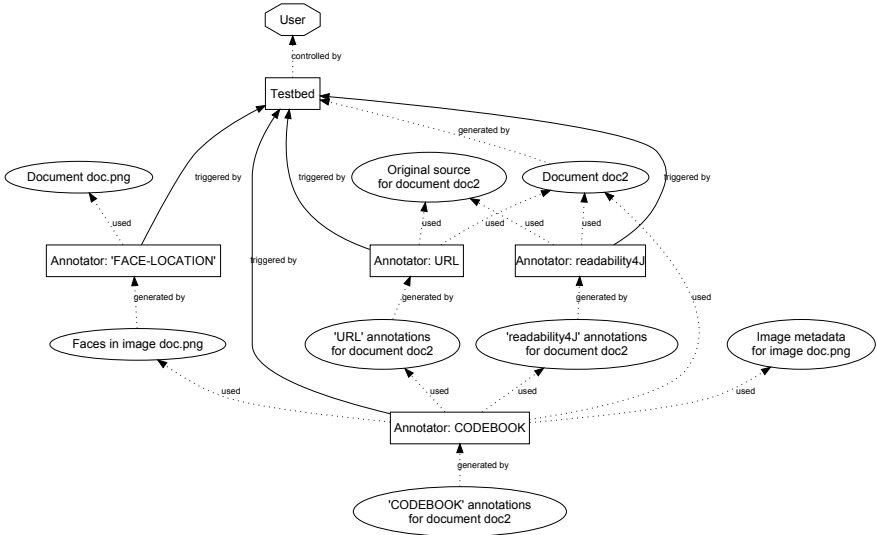 User
controlled by
Testbed
generated by
Document doc.png
triggered by
triggered by
Original source
for document doc2
Document doc2
triggered by
used
used
used
used
used
Annotator: 'FACE-LOCATION'
triggered by
Annotator: URL
Annotator: readability4J
generated by
generated by
generated by
used
Faces in image doc.png
'URL' annotations
for document doc2
'readability4J' annotations
for document doc2
Image metadata
for image doc.png
used
used
used
used
Annotator: CODEBOOK
generated by
'CODEBOOK' annotations
for document doc2